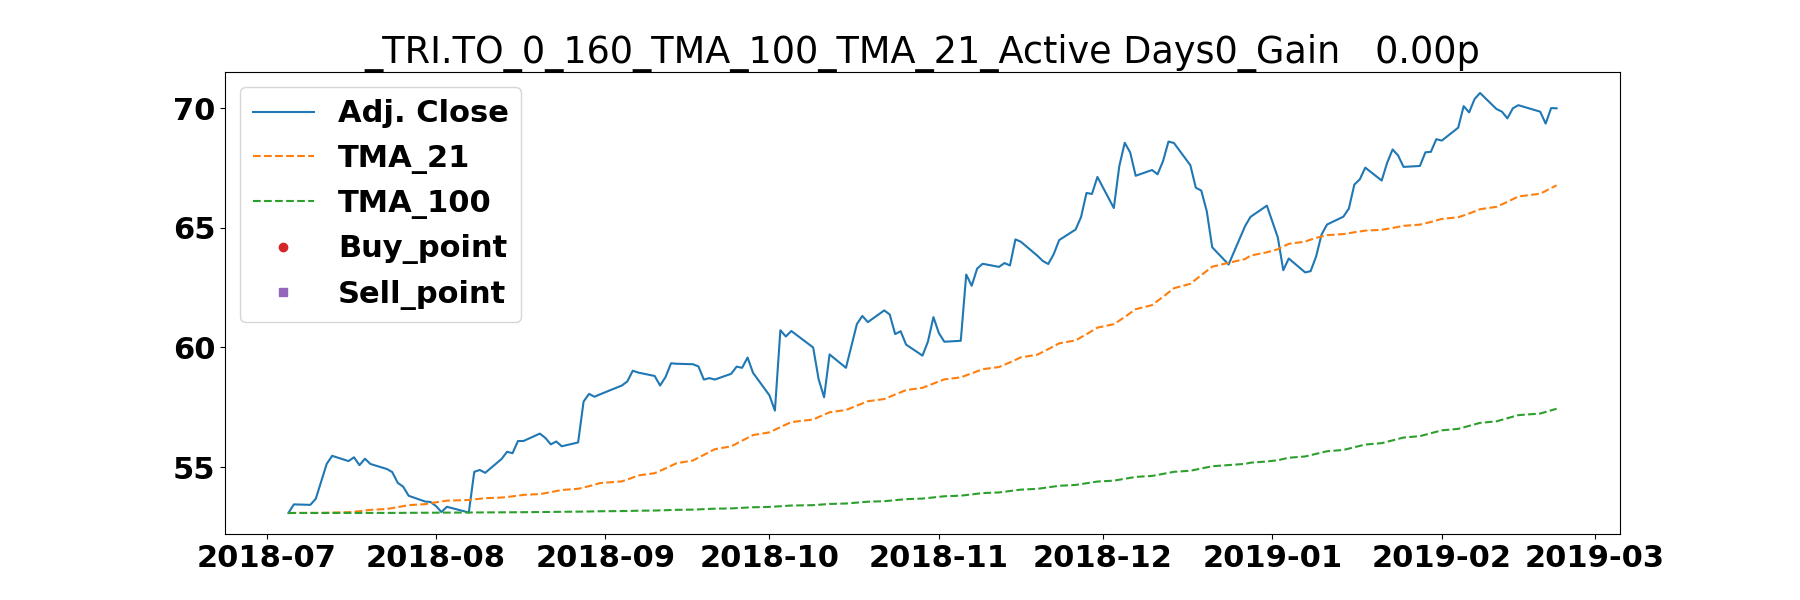 _TRI.TO_0_160_TMA_100_TMA_21_Active Days0_Gain   0.00p
Adj. Close
TMA_21
TMA_100
Buy_point
Sell_point
70
65
60
55
2018-07 2018-08 2018-09 2018-10 2018-11 2018-12 2019-01 2019-02 2019-03